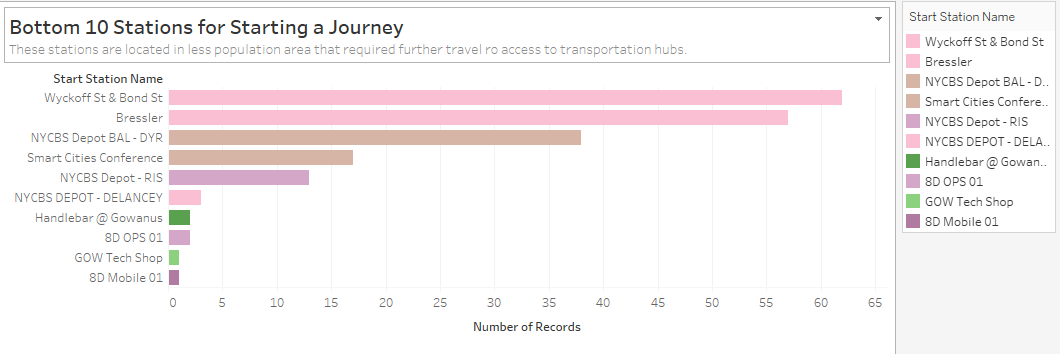 Bottom 10 Stations for Starting a Journey
These stations are located in less population area that required further travel ro access to transportation hubs.
Start Station Name
Wyckoff St & Bond St
Bressler
NYCBS Depot BAL - DYR
Smart Cities Conference
NYCBS Depot - RIS
NYCBS DEPOT - DELANCEY
Handlebar @ Gowanus
8D OPS 01
GOW Tech Shop
8D Mobile 01
0 5 10 15 20 25 30 35 40 45 50 55 60 65
Number of Records
Start Station Name
Wyckoff St & Bond St
Bressler
NYCBS Depot BAL - D..
Smart Cities Confere..
NYCBS Depot - RIS
NYCBS DEPOT - DELA..
Handlebar @ Gowan..
8D OPS 01
GOW Tech Shop
8D Mobile 01